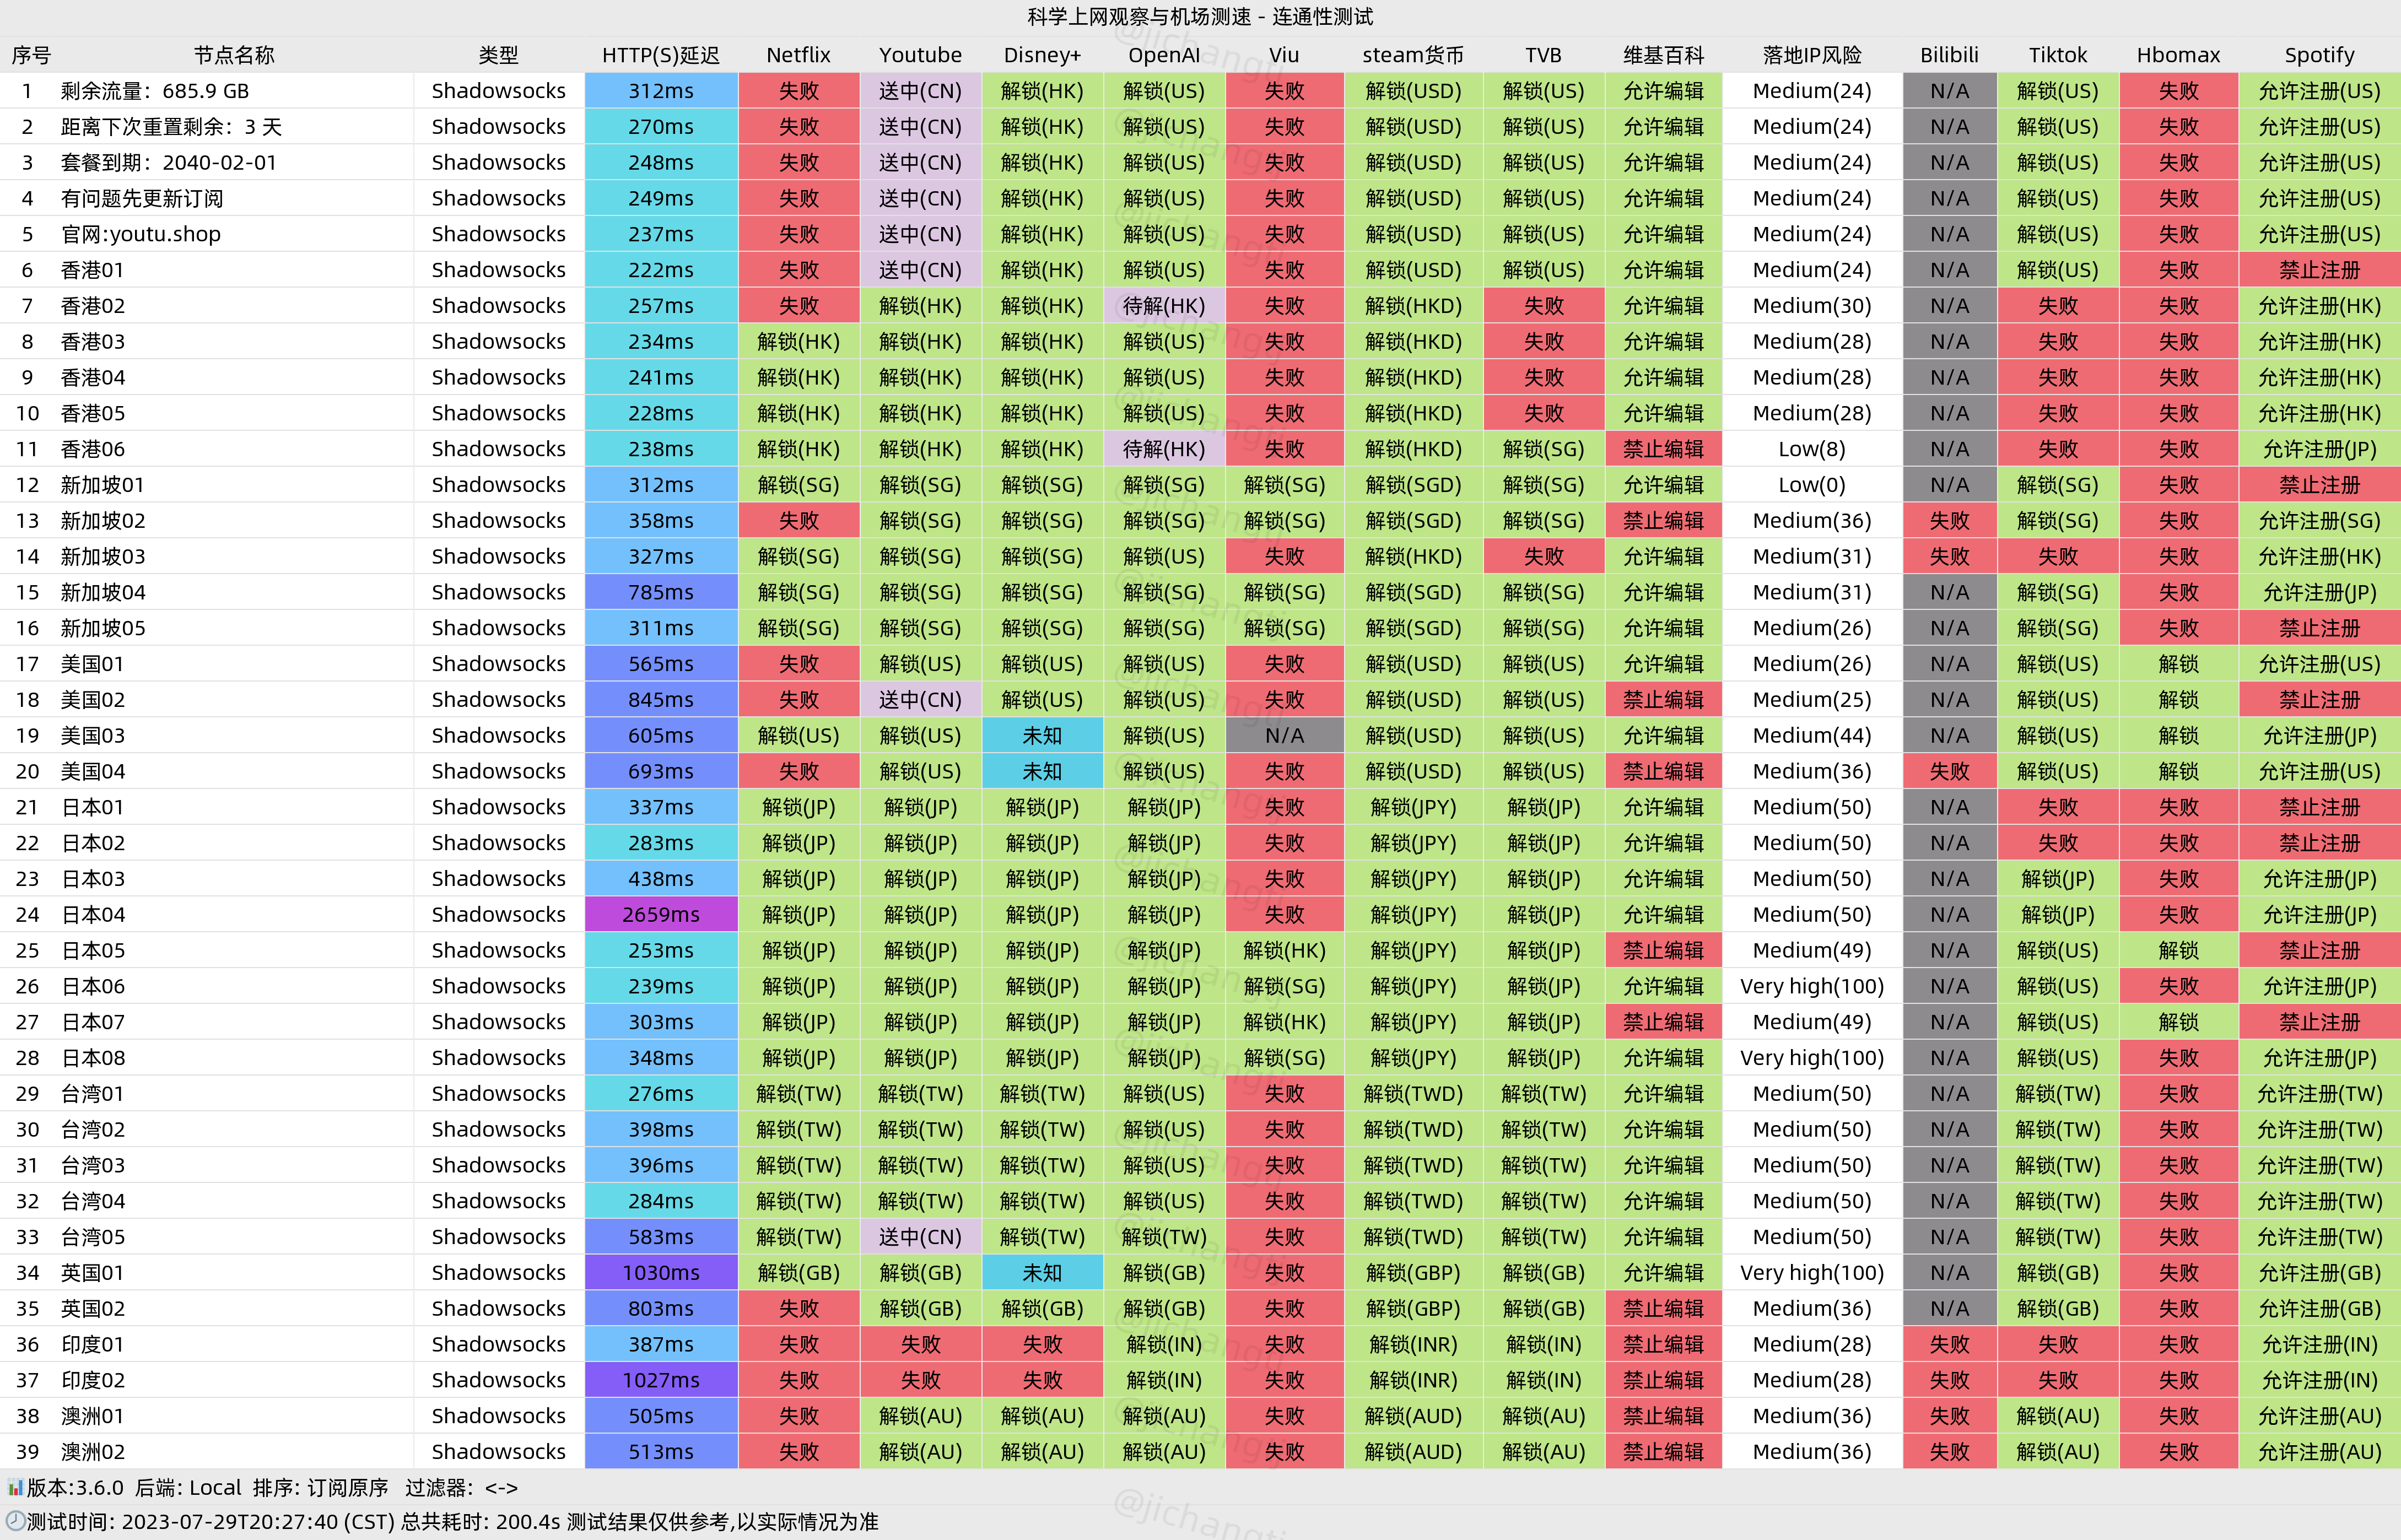 科学上网观察与机场测速 - 连通性测试
序号 节点名称 类型 HTTP(S)延迟 Netflix Youtube Disney+ OpenAI Viu steam货币 TVB 维基百科 落地IP风险 Bilibili Tiktok Hbomax Spotify
1 剩余流量：685.9 GB Shadowsocks 312ms 失败 送中(CN) 解锁(HK) 解锁(US) 失败 解锁(USD) 解锁(US) 允许编辑 Medium(24) N/A 解锁(US) 失败 允许注册(US)
2 距离下次重置剩余：3 天 Shadowsocks 270ms 失败 送中(CN) 解锁(HK) 解锁(US) 失败 解锁(USD) 解锁(US) 允许编辑 Medium(24) N/A 解锁(US) 失败 允许注册(US)
3 套餐到期：2040-02-01 Shadowsocks 248ms 失败 送中(CN) 解锁(HK) 解锁(US) 失败 解锁(USD) 解锁(US) 允许编辑 Medium(24) N/A 解锁(US) 失败 允许注册(US)
4 有问题先更新订阅 Shadowsocks 249ms 失败 送中(CN) 解锁(HK) 解锁(US) 失败 解锁(USD) 解锁(US) 允许编辑 Medium(24) N/A 解锁(US) 失败 允许注册(US)
5 官网:youtu.shop Shadowsocks 237ms 失败 送中(CN) 解锁(HK) 解锁(US) 失败 解锁(USD) 解锁(US) 允许编辑 Medium(24) N/A 解锁(US) 失败 允许注册(US)
6 香港01 Shadowsocks 222ms 失败 送中(CN) 解锁(HK) 解锁(US) 失败 解锁(USD) 解锁(US) 允许编辑 Medium(24) N/A 解锁(US) 失败 禁止注册
7 香港02 Shadowsocks 257ms 失败 解锁(HK) 解锁(HK) 待解(HK) 失败 解锁(HKD) 失败 允许编辑 Medium(30) N/A 失败 失败 允许注册(HK)
8 香港03 Shadowsocks 234ms 解锁(HK) 解锁(HK) 解锁(HK) 解锁(US) 失败 解锁(HKD) 失败 允许编辑 Medium(28) N/A 失败 失败 允许注册(HK)
9 香港04 Shadowsocks 241ms 解锁(HK) 解锁(HK) 解锁(HK) 解锁(US) 失败 解锁(HKD) 失败 允许编辑 Medium(28) N/A 失败 失败 允许注册(HK)
10 香港05 Shadowsocks 228ms 解锁(HK) 解锁(HK) 解锁(HK) 解锁(US) 失败 解锁(HKD) 失败 允许编辑 Medium(28) N/A 失败 失败 允许注册(HK)
11 香港06 Shadowsocks 238ms 解锁(HK) 解锁(HK) 解锁(HK) 待解(HK) 失败 解锁(HKD) 解锁(SG) 禁止编辑 Low(8) N/A 失败 失败 允许注册(JP)
12 新加坡01 Shadowsocks 312ms 解锁(SG) 解锁(SG) 解锁(SG) 解锁(SG) 解锁(SG) 解锁(SGD) 解锁(SG) 允许编辑 Low(0) N/A 解锁(SG) 失败 禁止注册
13 新加坡02 Shadowsocks 358ms 失败 解锁(SG) 解锁(SG) 解锁(SG) 解锁(SG) 解锁(SGD) 解锁(SG) 禁止编辑 Medium(36) 失败 解锁(SG) 失败 允许注册(SG)
14 新加坡03 Shadowsocks 327ms 解锁(SG) 解锁(SG) 解锁(SG) 解锁(US) 失败 解锁(HKD) 失败 允许编辑 Medium(31) 失败 失败 失败 允许注册(HK)
15 新加坡04 Shadowsocks 785ms 解锁(SG) 解锁(SG) 解锁(SG) 解锁(SG) 解锁(SG) 解锁(SGD) 解锁(SG) 允许编辑 Medium(31) N/A 解锁(SG) 失败 允许注册(JP)
16 新加坡05 Shadowsocks 311ms 解锁(SG) 解锁(SG) 解锁(SG) 解锁(SG) 解锁(SG) 解锁(SGD) 解锁(SG) 允许编辑 Medium(26) N/A 解锁(SG) 失败 禁止注册
17 美国01 Shadowsocks 565ms 失败 解锁(US) 解锁(US) 解锁(US) 失败 解锁(USD) 解锁(US) 允许编辑 Medium(26) N/A 解锁(US) 解锁 允许注册(US)
18 美国02 Shadowsocks 845ms 失败 送中(CN) 解锁(US) 解锁(US) 失败 解锁(USD) 解锁(US) 禁止编辑 Medium(25) N/A 解锁(US) 解锁 禁止注册
19 美国03 Shadowsocks 605ms 解锁(US) 解锁(US) 未知 解锁(US) N/A 解锁(USD) 解锁(US) 允许编辑 Medium(44) N/A 解锁(US) 解锁 允许注册(JP)
20 美国04 Shadowsocks 693ms 失败 解锁(US) 未知 解锁(US) 失败 解锁(USD) 解锁(US) 禁止编辑 Medium(36) 失败 解锁(US) 解锁 允许注册(US)
21 日本01 Shadowsocks 337ms 解锁(JP) 解锁(JP) 解锁(JP) 解锁(JP) 失败 解锁(JPY) 解锁(JP) 允许编辑 Medium(50) N/A 失败 失败 禁止注册
22 日本02 Shadowsocks 283ms 解锁(JP) 解锁(JP) 解锁(JP) 解锁(JP) 失败 解锁(JPY) 解锁(JP) 允许编辑 Medium(50) N/A 失败 失败 禁止注册
23 日本03 Shadowsocks 438ms 解锁(JP) 解锁(JP) 解锁(JP) 解锁(JP) 失败 解锁(JPY) 解锁(JP) 允许编辑 Medium(50) N/A 解锁(JP) 失败 允许注册(JP)
24 日本04 Shadowsocks 2659ms 解锁(JP) 解锁(JP) 解锁(JP) 解锁(JP) 失败 解锁(JPY) 解锁(JP) 允许编辑 Medium(50) N/A 解锁(JP) 失败 允许注册(JP)
25 日本05 Shadowsocks 253ms 解锁(JP) 解锁(JP) 解锁(JP) 解锁(JP) 解锁(HK) 解锁(JPY) 解锁(JP) 禁止编辑 Medium(49) N/A 解锁(US) 解锁 禁止注册
26 日本06 Shadowsocks 239ms 解锁(JP) 解锁(JP) 解锁(JP) 解锁(JP) 解锁(SG) 解锁(JPY) 解锁(JP) 允许编辑 Very high(100) N/A 解锁(US) 失败 允许注册(JP)
27 日本07 Shadowsocks 303ms 解锁(JP) 解锁(JP) 解锁(JP) 解锁(JP) 解锁(HK) 解锁(JPY) 解锁(JP) 禁止编辑 Medium(49) N/A 解锁(US) 解锁 禁止注册
28 日本08 Shadowsocks 348ms 解锁(JP) 解锁(JP) 解锁(JP) 解锁(JP) 解锁(SG) 解锁(JPY) 解锁(JP) 允许编辑 Very high(100) N/A 解锁(US) 失败 允许注册(JP)
29 台湾01 Shadowsocks 276ms 解锁(TW) 解锁(TW) 解锁(TW) 解锁(US) 失败 解锁(TWD) 解锁(TW) 允许编辑 Medium(50) N/A 解锁(TW) 失败 允许注册(TW)
30 台湾02 Shadowsocks 398ms 解锁(TW) 解锁(TW) 解锁(TW) 解锁(US) 失败 解锁(TWD) 解锁(TW) 允许编辑 Medium(50) N/A 解锁(TW) 失败 允许注册(TW)
31 台湾03 Shadowsocks 396ms 解锁(TW) 解锁(TW) 解锁(TW) 解锁(US) 失败 解锁(TWD) 解锁(TW) 允许编辑 Medium(50) N/A 解锁(TW) 失败 允许注册(TW)
32 台湾04 Shadowsocks 284ms 解锁(TW) 解锁(TW) 解锁(TW) 解锁(US) 失败 解锁(TWD) 解锁(TW) 允许编辑 Medium(50) N/A 解锁(TW) 失败 允许注册(TW)
33 台湾05 Shadowsocks 583ms 解锁(TW) 送中(CN) 解锁(TW) 解锁(TW) 失败 解锁(TWD) 解锁(TW) 允许编辑 Medium(50) N/A 解锁(TW) 失败 允许注册(TW)
34 英国01 Shadowsocks 1030ms 解锁(GB) 解锁(GB) 未知 解锁(GB) 失败 解锁(GBP) 解锁(GB) 允许编辑 Very high(100) N/A 解锁(GB) 失败 允许注册(GB)
35 英国02 Shadowsocks 803ms 失败 解锁(GB) 解锁(GB) 解锁(GB) 失败 解锁(GBP) 解锁(GB) 禁止编辑 Medium(36) N/A 解锁(GB) 失败 允许注册(GB)
36 印度01 Shadowsocks 387ms 失败 失败 失败 解锁(IN) 失败 解锁(INR) 解锁(IN) 禁止编辑 Medium(28) 失败 失败 失败 允许注册(IN)
37 印度02 Shadowsocks 1027ms 失败 失败 失败 解锁(IN) 失败 解锁(INR) 解锁(IN) 禁止编辑 Medium(28) 失败 失败 失败 允许注册(IN)
38 澳洲01 Shadowsocks 505ms 失败 解锁(AU) 解锁(AU) 解锁(AU) 失败 解锁(AUD) 解锁(AU) 禁止编辑 Medium(36) 失败 解锁(AU) 失败 允许注册(AU)
39 澳洲02 Shadowsocks 513ms 失败 解锁(AU) 解锁(AU) 解锁(AU) 失败 解锁(AUD) 解锁(AU) 禁止编辑 Medium(36) 失败 解锁(AU) 失败 允许注册(AU)
版本:3.6.0 后端: Local 排序: 订阅原序 过滤器: <->
测试时间: 2023-07-29T20:27:40 (CST) 总共耗时: 200.4s 测试结果仅供参考,以实际情况为准